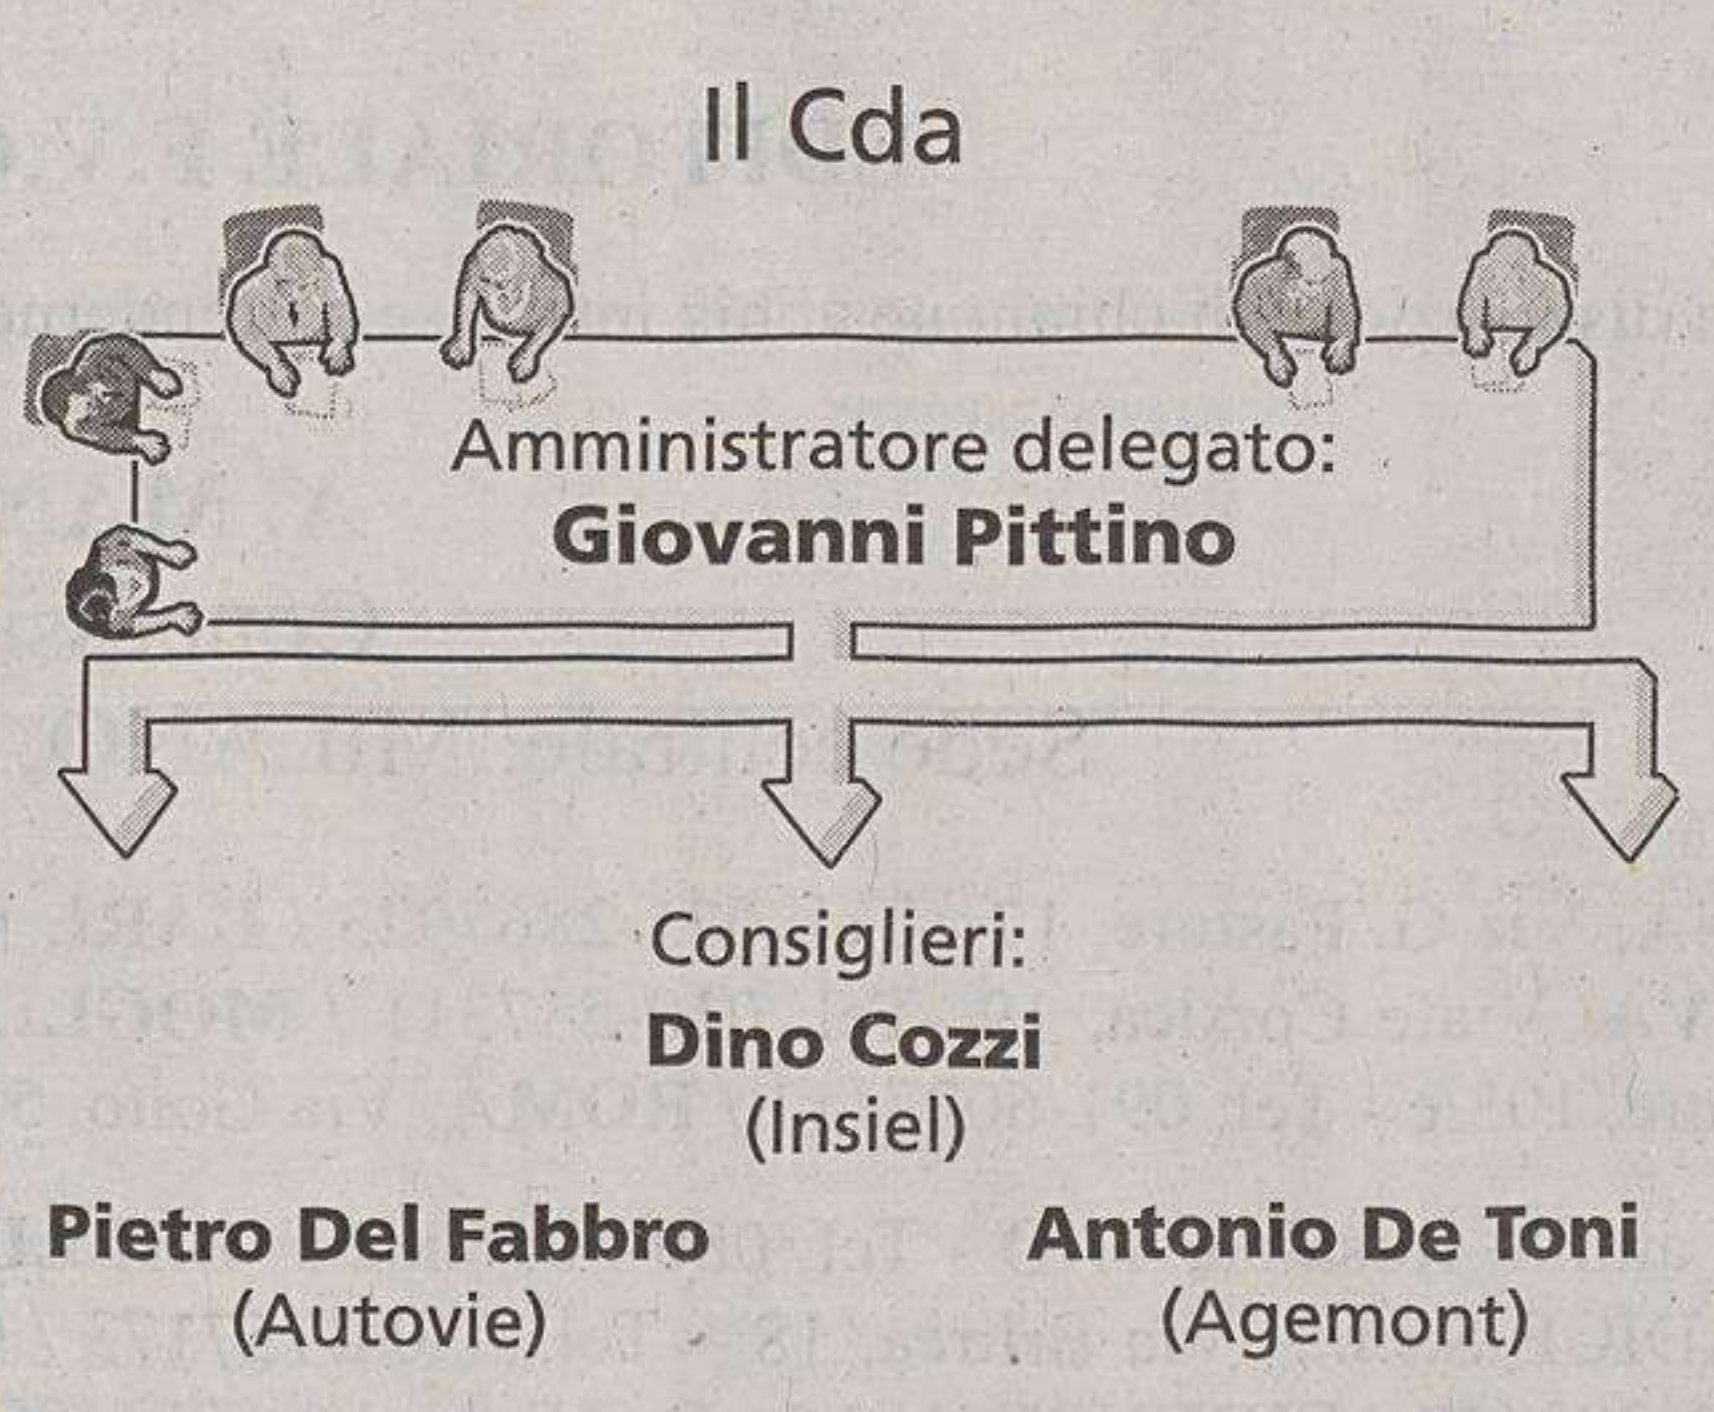 Il Cda
Amministratore delegato:
Giovanni Pittino
Consiglieri:
Dino Cozzi
(Insiel)
Pietro Del Fabbro
(Autovie)
Antonio De Toni
(Agemont)